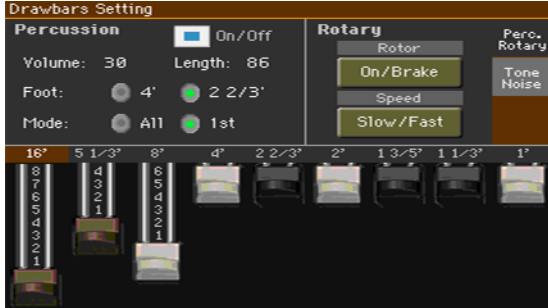 Drawbars Setting
Percussion
On/Off
Volume: 30 Length: 86
Foot: 4' 2 2/3'
Mode: All 1st
Rotary
Rotor
On/Brake
Speed
Slow/Fast
Perc.
Rotary
Tone
Noise
16' 5 1/3' 8' 4' 2 2/3' 2' 1 3/5' 1 1/3' 1'
8 4 6
7 3 5
6 2 4
5 1 3
4 2
3 1
2
1